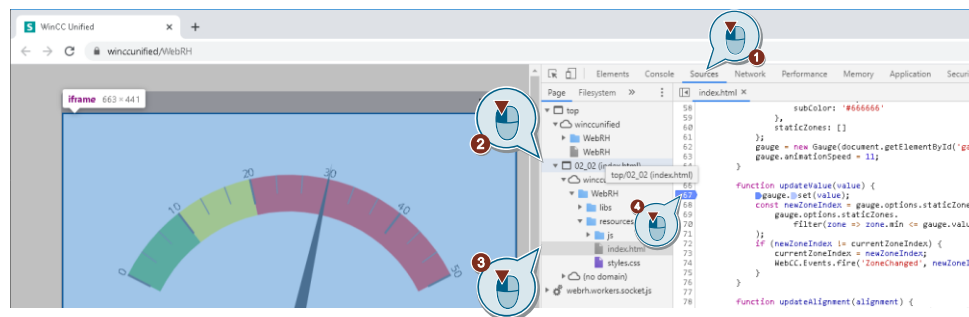 WinCC Unified × +
winccunified/WebRH
1
Elements Console Sources Network Performance Memory Application
iframe 663 × 441
Page Filesystem » index.html ×
top
winccunified
WebRH
WebRH
2
02_02 (index.html)
top/02_02 (index.html)
WebRH
libs
resources
js
index.html
styles.css
(no domain)
webrh.workers.socket.js
3
4
0 10 20 30 40 50
58 subColor: '#666666'
59 },
60 staticZones: []
61 };
62 gauge = new Gauge(document.getElementById('
63 gauge.animationSpeed = 11;
64 }
66 function updateValue(value) {
67 gauge.set(value);
68 const newZoneIndex = gauge.options.staticZone
69 gauge.options.staticZones.
70 filter(zone => zone.min <= gauge.valu
71 );
72 if (newZoneIndex != currentZoneIndex) {
73 currentZoneIndex = newZoneIndex;
74 WebCC.Events.fire('ZoneChanged', newZoneI
75 }
76 }
77
78 function updateAlignment(alignment) {